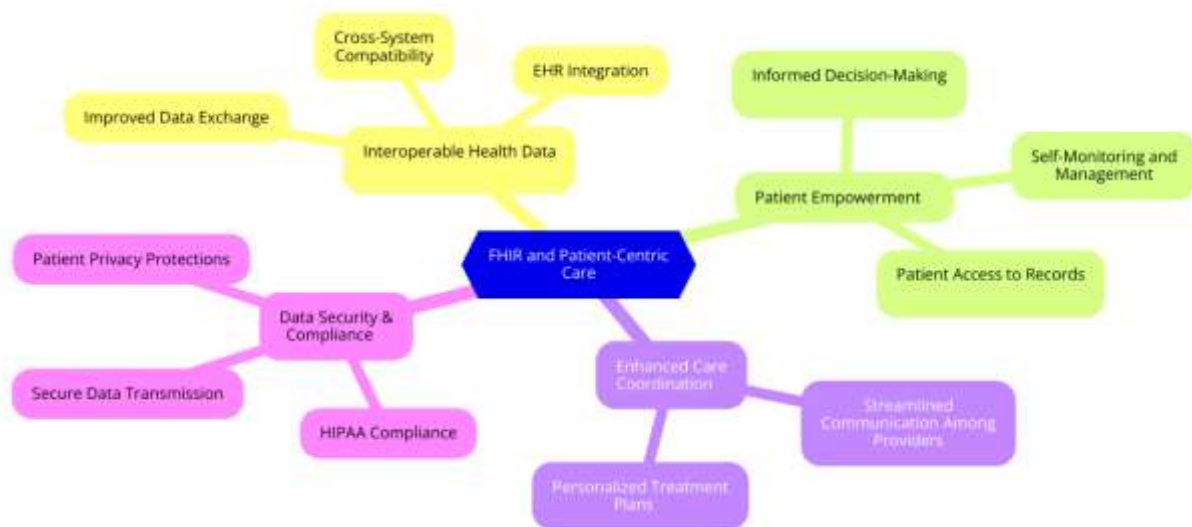 Cross-System
Compatibility
EHR Integration
Improved Data Exchange
Interoperable Health Data
Informed Decision-Making
Self-Monitoring and
Management
Patient Empowerment
Patient Access to Records
FHIR and Patient-Centric
Care
Patient Privacy Protections
Data Security &
Compliance
Secure Data Transmission
HIPAA Compliance
Enhanced Care
Coordination
Streamlined
Communication Among
Providers
Personalized Treatment
Plans